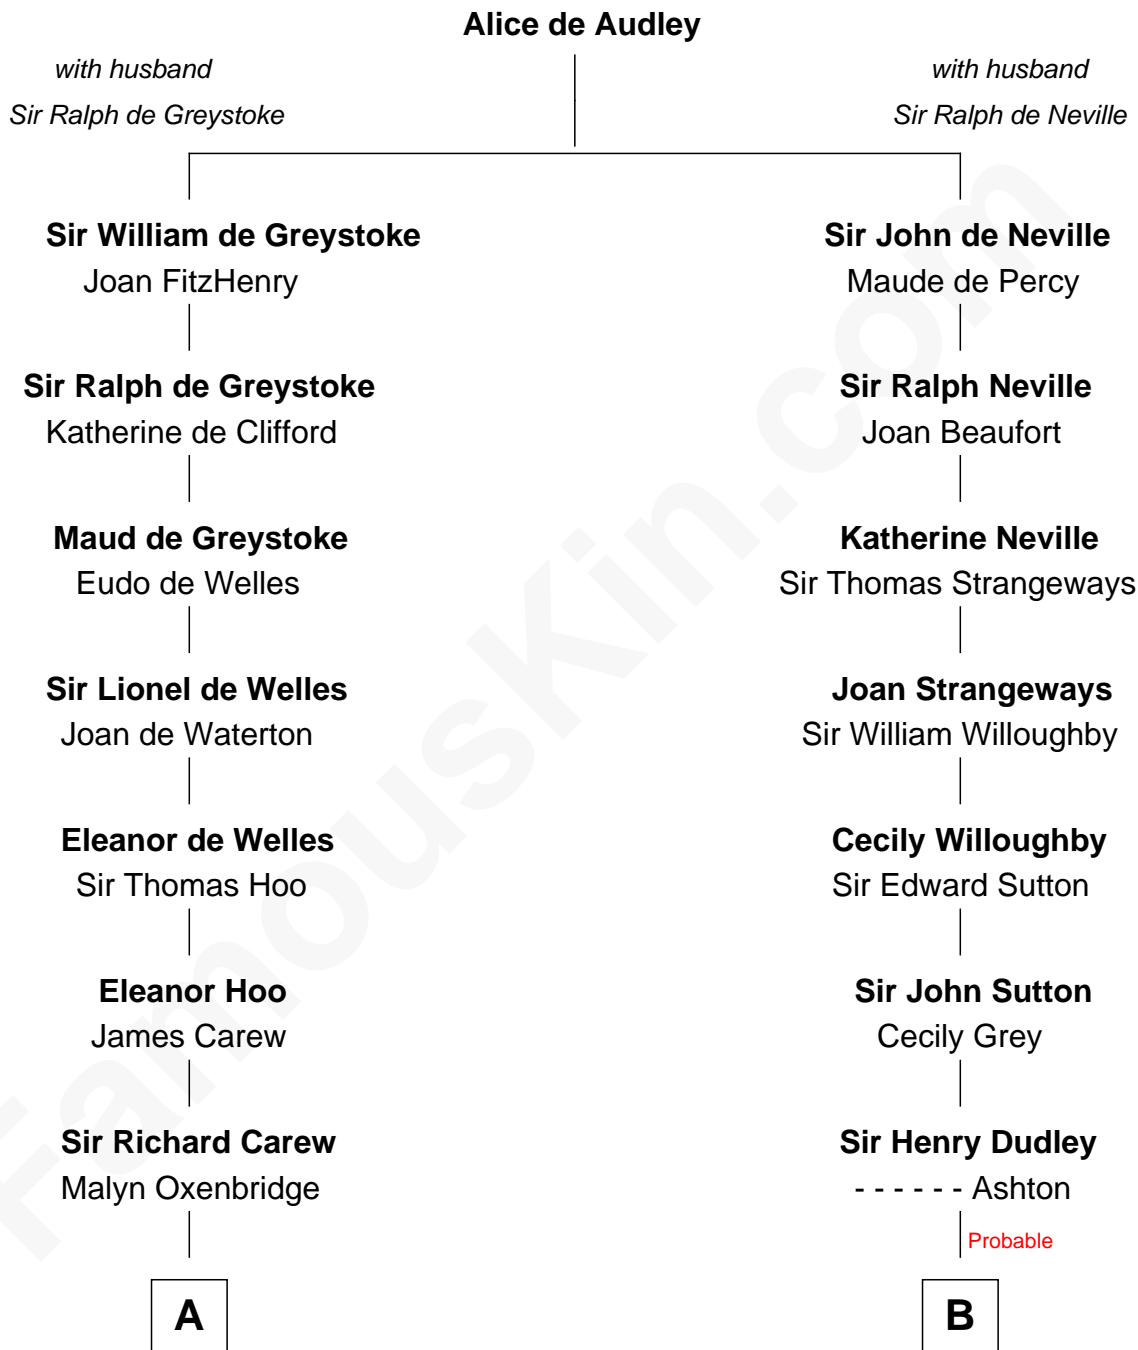 Alice de Audley
with husband
Sir Ralph de Greystoke
with husband
Sir Ralph de Neville
Sir William de Greystoke
Joan FitzHenry
Sir John de Neville
Maude de Percy
Sir Ralph de Greystoke
Katherine de Clifford
Sir Ralph Neville
Joan Beaufort
Maud de Greystoke
Eudo de Welles
Katherine Neville
Sir Thomas Strangeways
Sir Lionel de Welles
Joan de Waterton
Joan Strangeways
Sir William Willoughby
Eleanor de Welles
Sir Thomas Hoo
Cecily Willoughby
Sir Edward Sutton
Eleanor Hoo
James Carew
Sir John Sutton
Cecily Grey
Sir Richard Carew
Malyn Oxenbridge
Sir Henry Dudley
- - - - - - Ashton
Probable
A
B
FamousKin.com